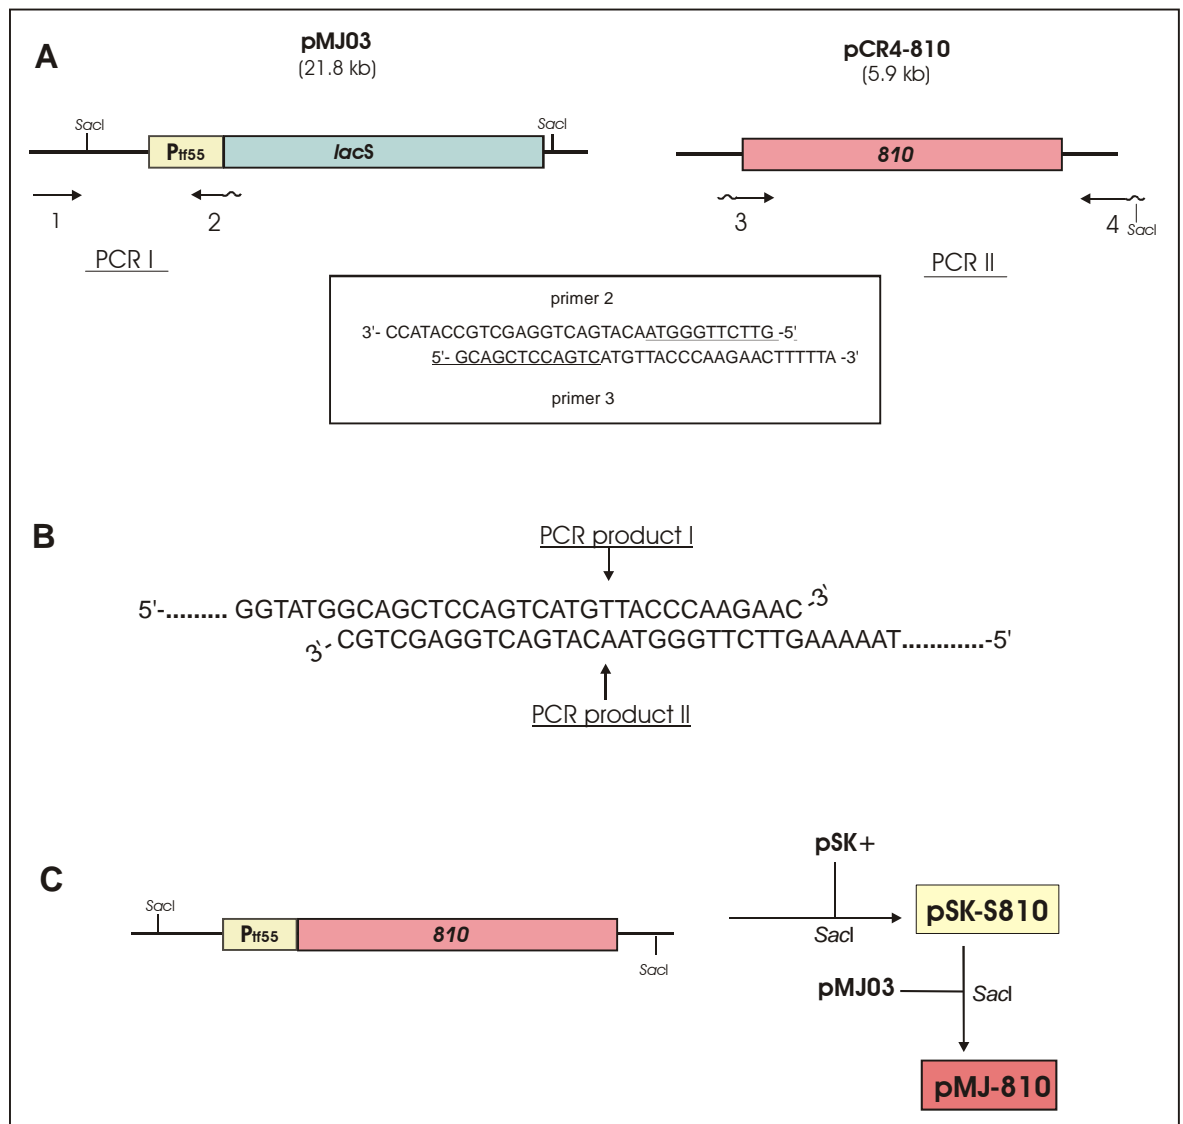 A
pMJ03
(21.8 kb)
pCR4-810
(5.9 kb)
SacI
SacI
Ptf55
lacS
810
1
2
3
4
SacI
PCR I
PCR II
primer 2
3'- CCATACCGTCGAGGTCAGTACAATGGGTTCTTG -5'
5'- GCAGCTCCAGTCATGTTACCCAAGAACTTTTTA -3'
primer 3
B
PCR product I
5'-......... GGTATGGCAGCTCCAGTCATGTTACCCAAGAAC -3'
3'- CGTCGAGGTCAGTACAATGGGTTCTTGAAAAAT............-5'
PCR product II
C
SacI
Ptf55
810
SacI
pSK+
SacI
pSK-S810
pMJ03
SacI
pMJ-810